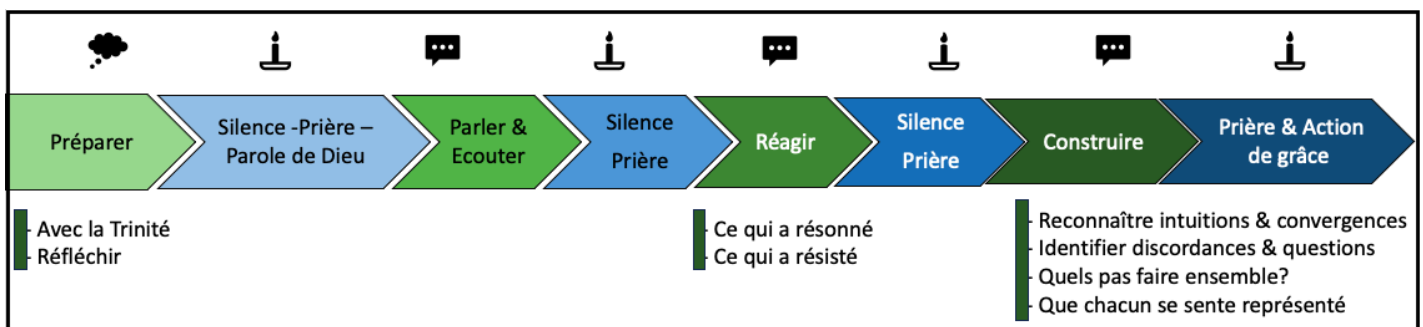 Préparer
Silence -Prière –
Parole de Dieu
Parler &
Ecouter
Silence
Prière
Réagir
Silence
Prière
Construire
Prière & Action
de grâce
- Avec la Trinité
- Réfléchir
- Ce qui a résonné
- Ce qui a résisté
- Reconnaître intuitions & convergences
- Identifier discordances & questions
- Quels pas faire ensemble?
- Que chacun se sente représenté